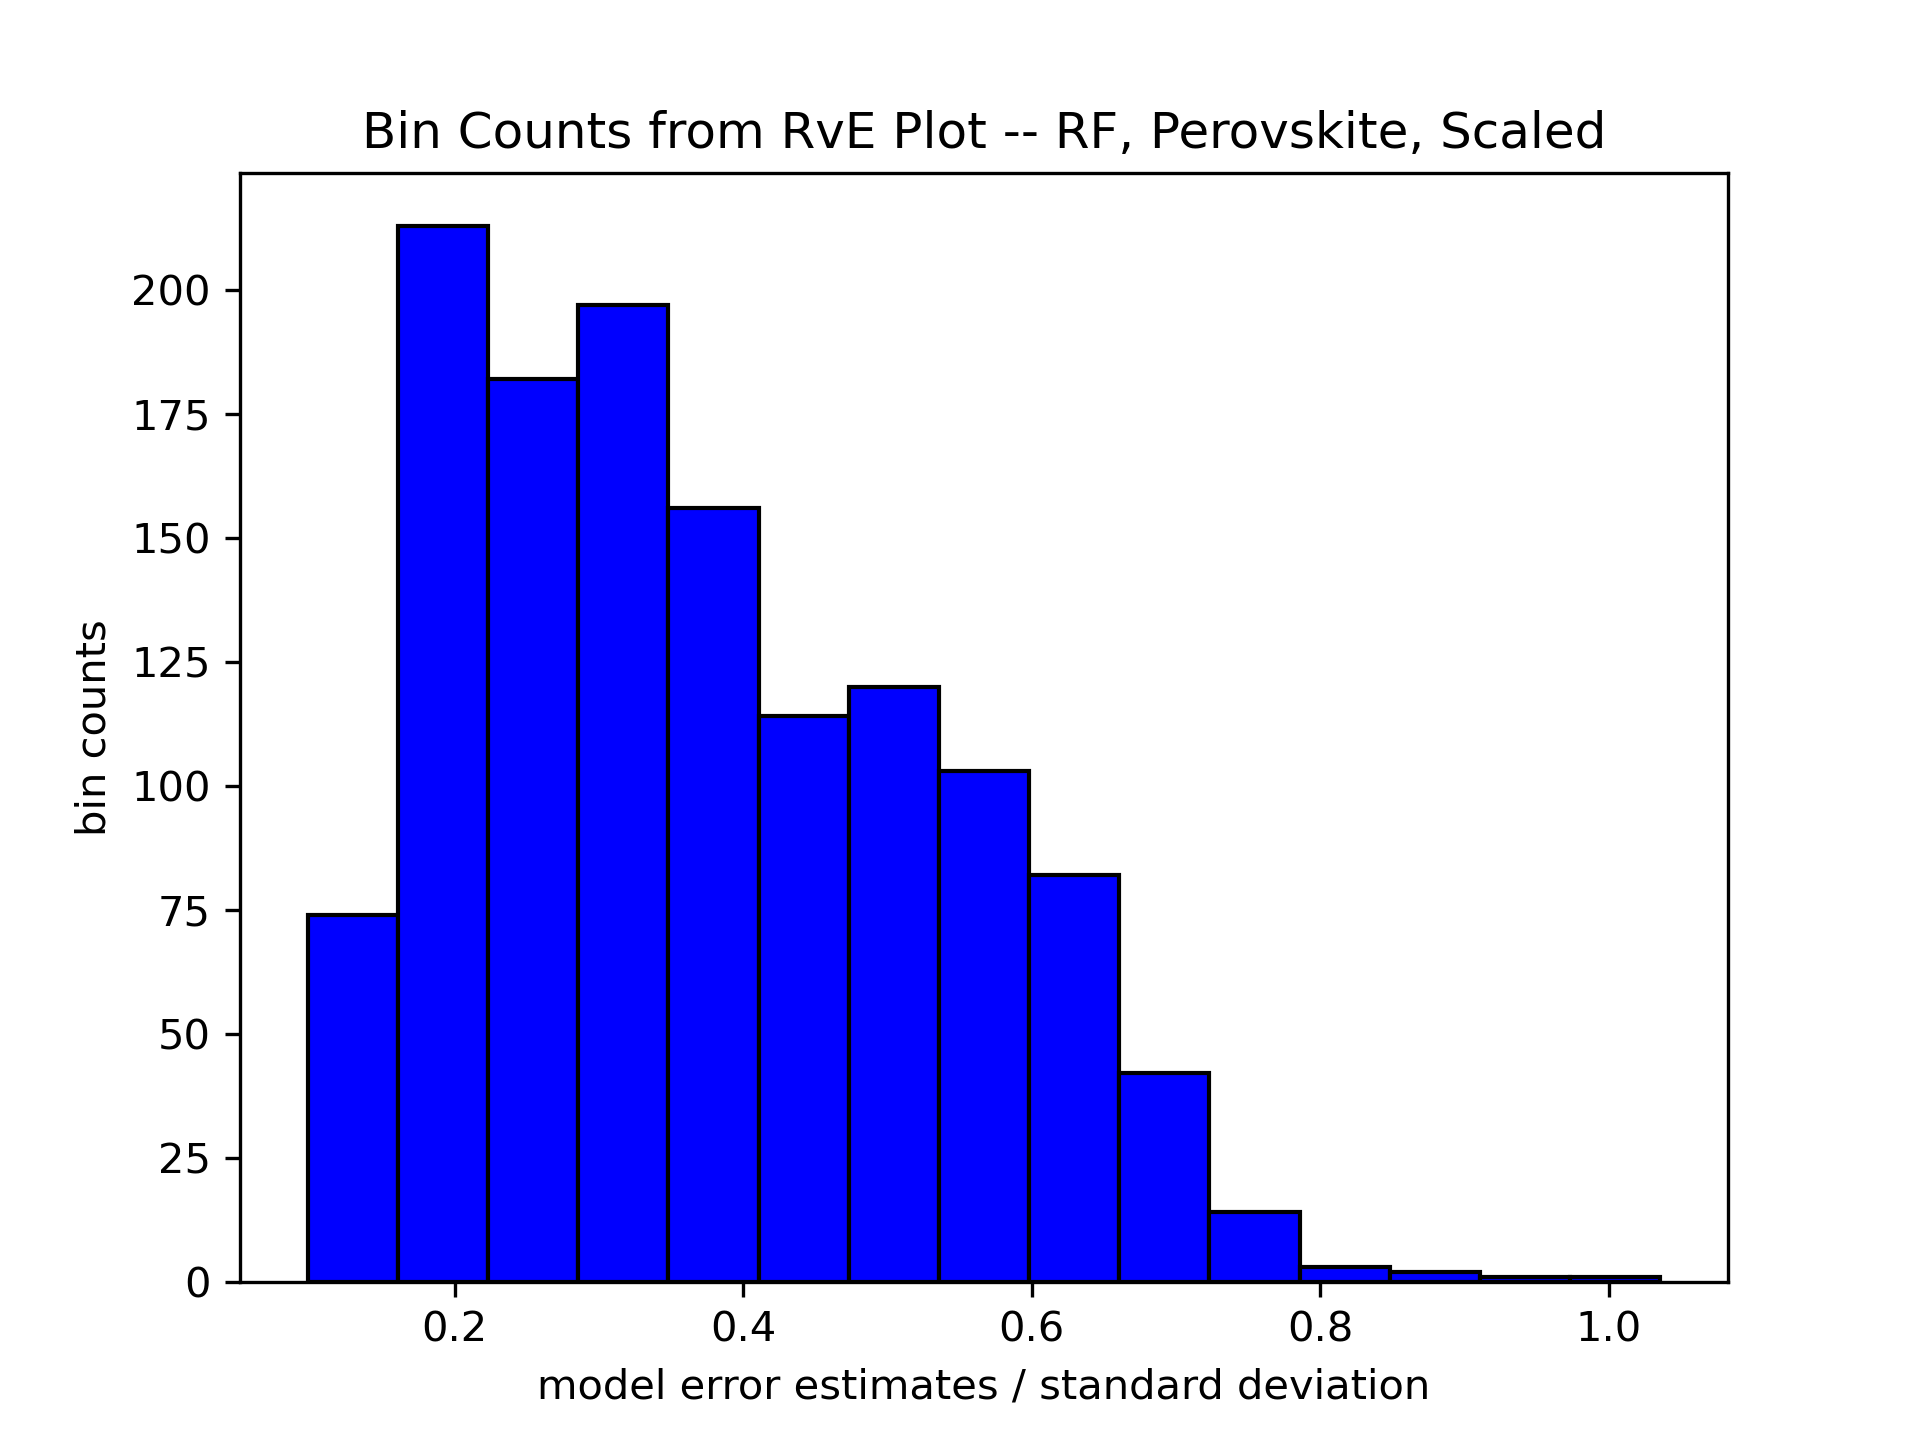 Bin Counts from RvE Plot -- RF, Perovskite, Scaled
bin counts
200
175
150
125
100
75
50
25
0
0.2 0.4 0.6 0.8 1.0
model error estimates / standard deviation